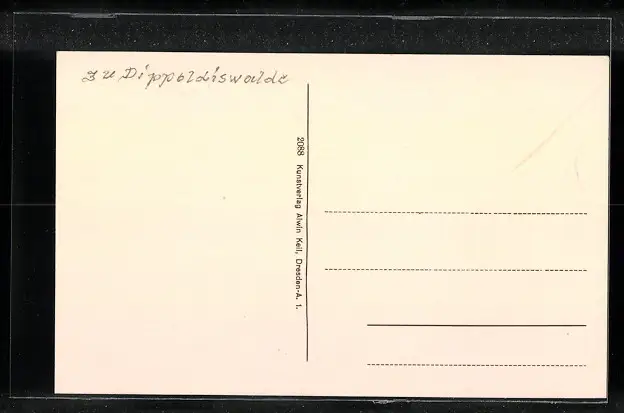 zu Dippoldiswalde
2088 Kunstverlag Alwin Keil, Dresden-A. 1.